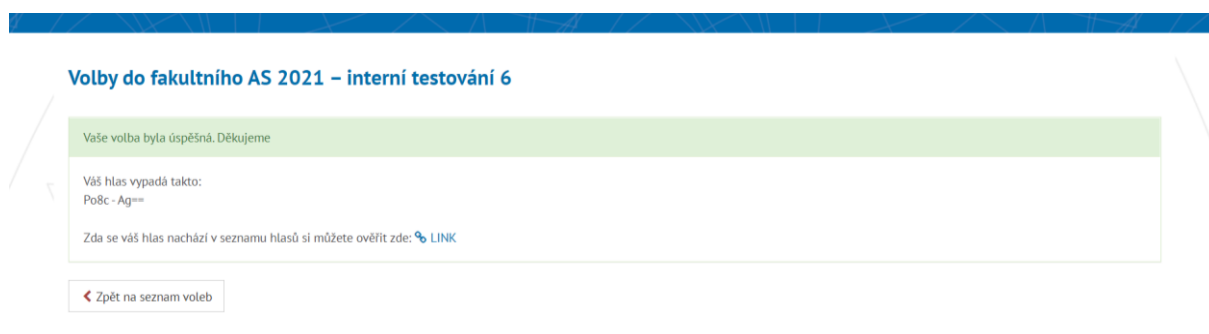 Volby do fakultního AS 2021 – interní testování 6
Vaše volba byla úspěšná. Děkujeme
Váš hlas vypadá takto:
Po8c - Ag==
Zda se váš hlas nachází v seznamu hlasů si můžete ověřit zde: LINK
Zpět na seznam voleb